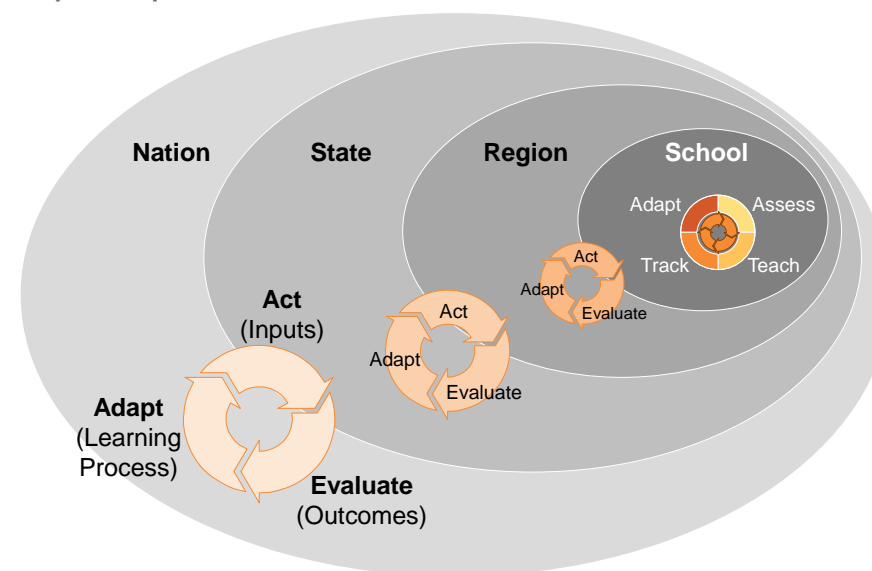 Nation
State
Region
School
Adapt
Assess
Track
Teach
Act
Adapt
Evaluate
Act
Adapt
Evaluate
Act
(Inputs)
Adapt
(Learning
Process)
Evaluate
(Outcomes)